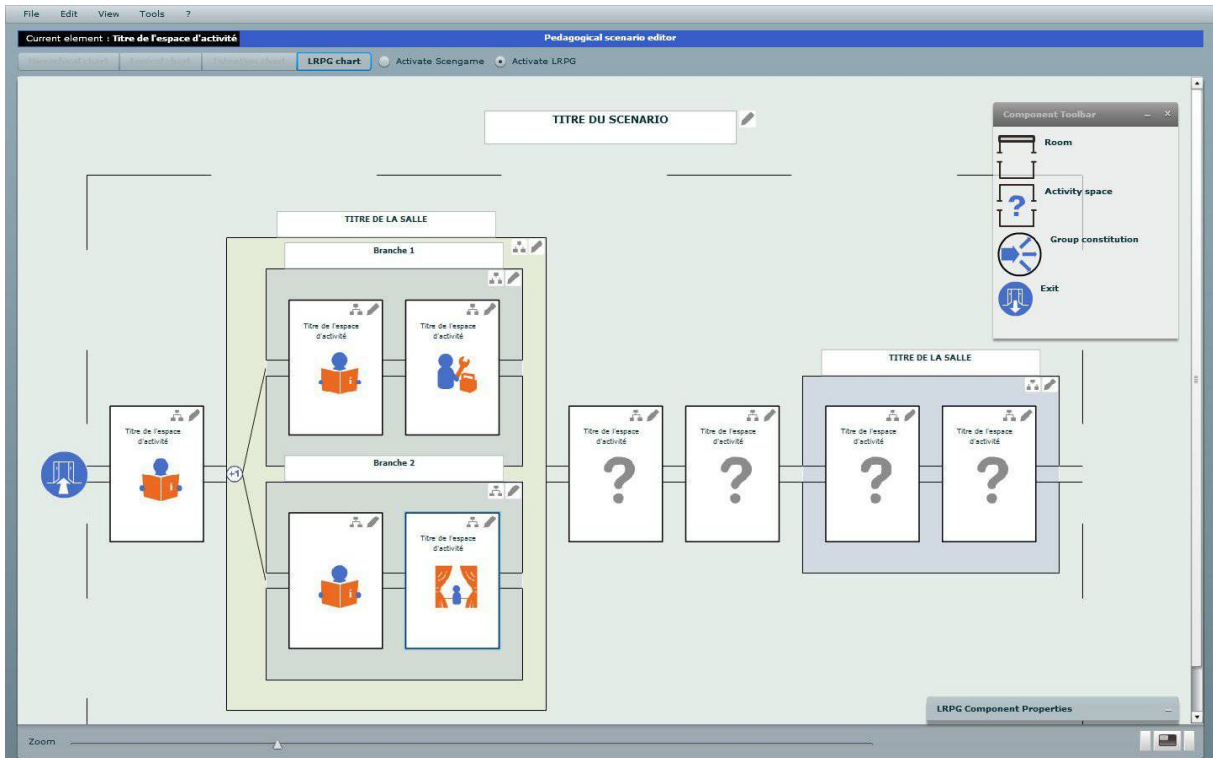 File Edit View Tools ?
Current element : Titre de l'espace d'activité
Pedagogical scenario editor
LRPG chart
Activate Scengame
Activate LRPG
TITRE DU SCENARIO
Component Toolbar
Room
Activity space
Group constitution
Exit
TITRE DE LA SALLE
Branche 1
Titre de l'espace
d'activité
Titre de l'espace
d'activité
TITRE DE LA SALLE
Titre de l'espace
d'activité
+1
Branche 2
Titre de l'espace
d'activité
Titre de l'espace
d'activité
Titre de l'espace
d'activité
Titre de l'espace
d'activité
Titre de l'espace
d'activité
LRPG Component Properties
Zoom